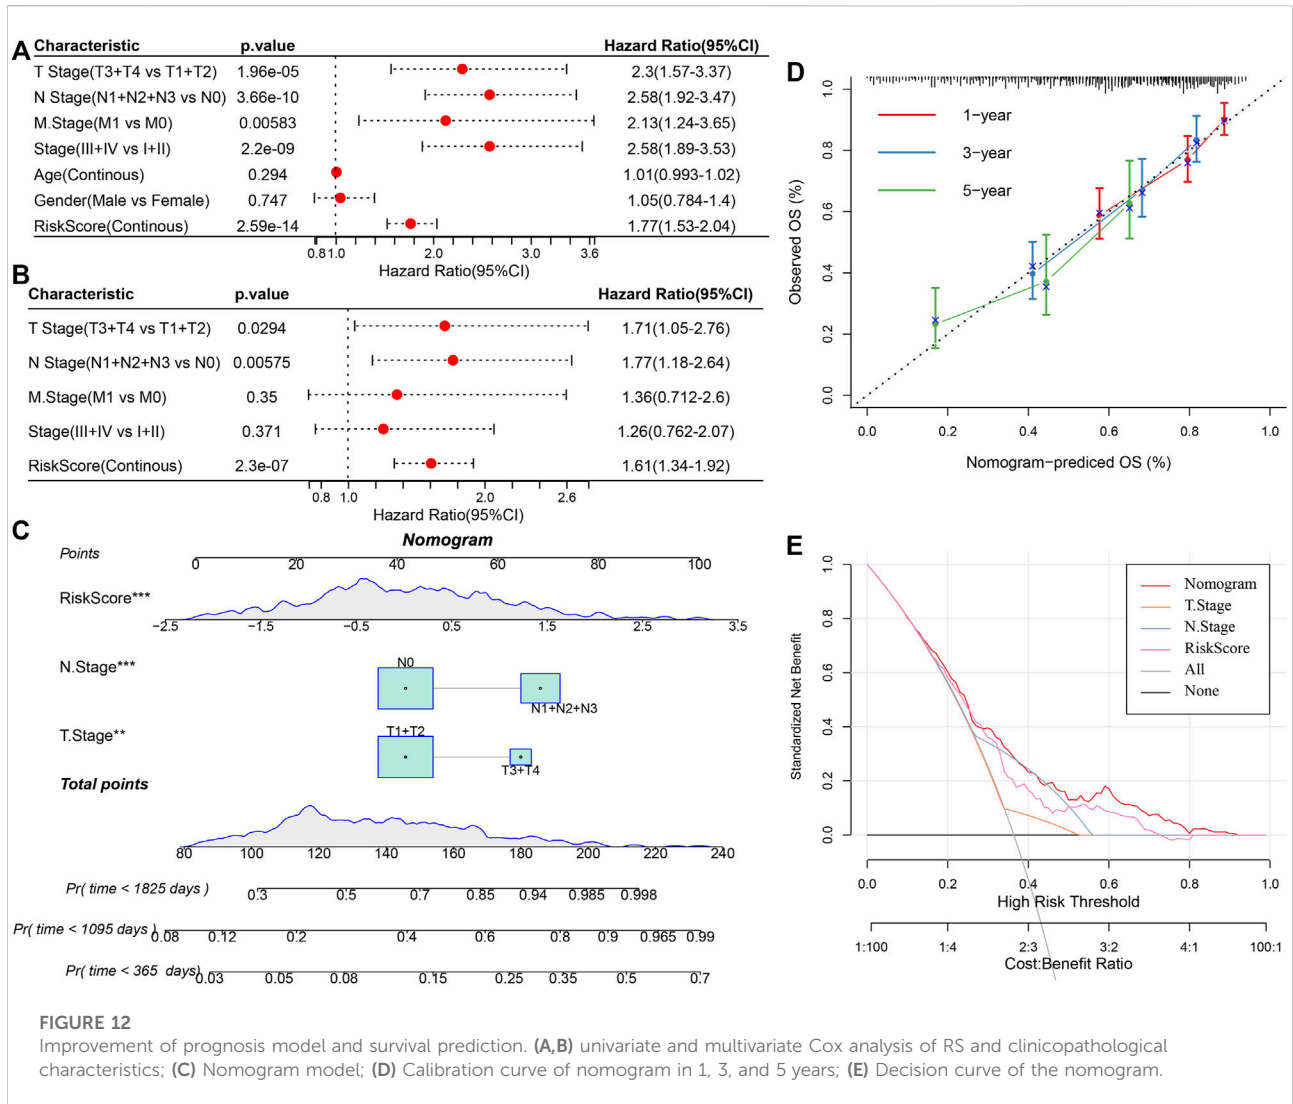 A
Characteristic p.value Hazard Ratio(95%CI)
T Stage(T3+T4 vs T1+T2) 1.96e-05 2.3(1.57-3.37)
N Stage(N1+N2+N3 vs N0) 3.66e-10 2.58(1.92-3.47)
M.Stage(M1 vs M0) 0.00583 2.13(1.24-3.65)
Stage(III+IV vs I+II) 2.2e-09 2.58(1.89-3.53)
Age(Continous) 0.294 1.01(0.993-1.02)
Gender(Male vs Female) 0.747 1.05(0.784-1.4)
RiskScore(Continous) 2.59e-14 1.77(1.53-2.04)
0.8 1.0 2.0 3.0 3.6
Hazard Ratio(95%CI)
B
Characteristic p.value Hazard Ratio(95%CI)
T Stage(T3+T4 vs T1+T2) 0.0294 1.71(1.05-2.76)
N Stage(N1+N2+N3 vs N0) 0.00575 1.77(1.18-2.64)
M.Stage(M1 vs M0) 0.35 1.36(0.712-2.6)
Stage(III+IV vs I+II) 0.371 1.26(0.762-2.07)
RiskScore(Continous) 2.3e-07 1.61(1.34-1.92)
0.8 1.0 2.0 2.6
Hazard Ratio(95%CI)
C
Nomogram
Points 0 20 40 60 80 100
RiskScore***
−2.5 −1.5 −0.5 0.5 1.5 2.5 3.5
N.Stage***
N0
N1+N2+N3
T.Stage**
T1+T2
T3+T4
Total points
80 100 120 140 160 180 200 220 240
Pr( time < 1825 days ) 0.3 0.5 0.7 0.85 0.94 0.985 0.998
Pr( time < 1095 days ) 0.08 0.12 0.2 0.4 0.6 0.8 0.9 0.965 0.99
Pr( time < 365 days) 0.03 0.05 0.08 0.15 0.25 0.35 0.5 0.7
D
1−year
3−year
5−year
Observed OS (%)
1.0
0.8
0.6
0.4
0.2
0.0
0.0 0.2 0.4 0.6 0.8 1.0
Nomogram−prediced OS (%)
E
Nomogram
T.Stage
N.Stage
RiskScore
All
None
Standardized Net Benefit
1.0
0.8
0.6
0.4
0.2
0.0
0.0 0.2 0.4 0.6 0.8 1.0
High Risk Threshold
1:100 1:4 2:3 3:2 4:1 100:1
Cost:Benefit Ratio
FIGURE 12
Improvement of prognosis model and survival prediction. (A,B) univariate and multivariate Cox analysis of RS and clinicopathological
characteristics; (C) Nomogram model; (D) Calibration curve of nomogram in 1, 3, and 5 years; (E) Decision curve of the nomogram.